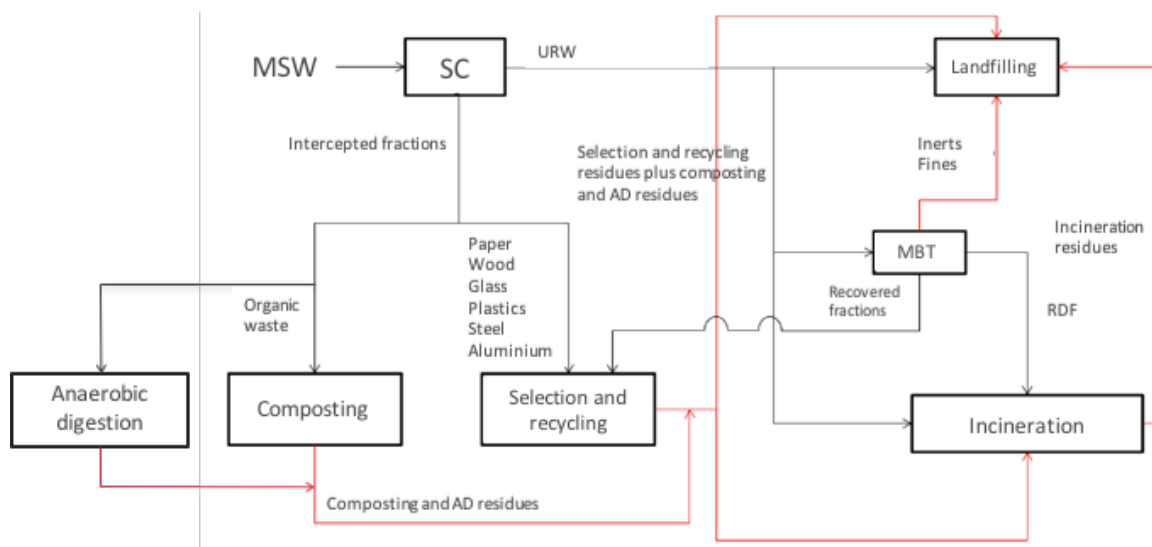 URW
MSW
SC
Landfilling
Intercepted fractions
Selection and recycling
residues plus composting
and AD residues
Inerts
Fines
Paper
Wood
Glass
Plastics
Steel
Aluminium
MBT
Incineration
residues
Organic
waste
Recovered
fractions
RDF
Anaerobic
digestion
Composting
Selection and
recycling
Incineration
Composting and AD residues